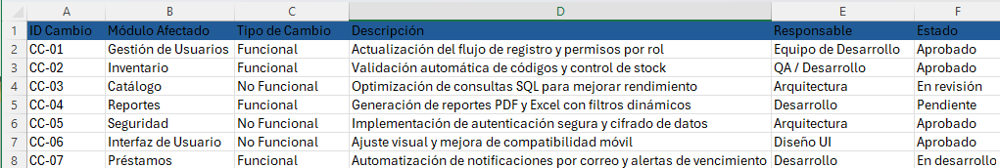 A B C D E F
1 ID Cambio Módulo Afectado Tipo de Cambio Descripción Responsable Estado
2 CC-01 Gestión de Usuarios Funcional Actualización del flujo de registro y permisos por rol Equipo de Desarrollo Aprobado
3 CC-02 Inventario Funcional Validación automática de códigos y control de stock QA / Desarrollo Aprobado
4 CC-03 Catálogo No Funcional Optimización de consultas SQL para mejorar rendimiento Arquitectura En revisión
5 CC-04 Reportes Funcional Generación de reportes PDF y Excel con filtros dinámicos Desarrollo Pendiente
6 CC-05 Seguridad No Funcional Implementación de autenticación segura y cifrado de datos Arquitectura Aprobado
7 CC-06 Interfaz de Usuario No Funcional Ajuste visual y mejora de compatibilidad móvil Diseño UI Aprobado
8 CC-07 Préstamos Funcional Automatización de notificaciones por correo y alertas de vencimiento Desarrollo En desarrollo